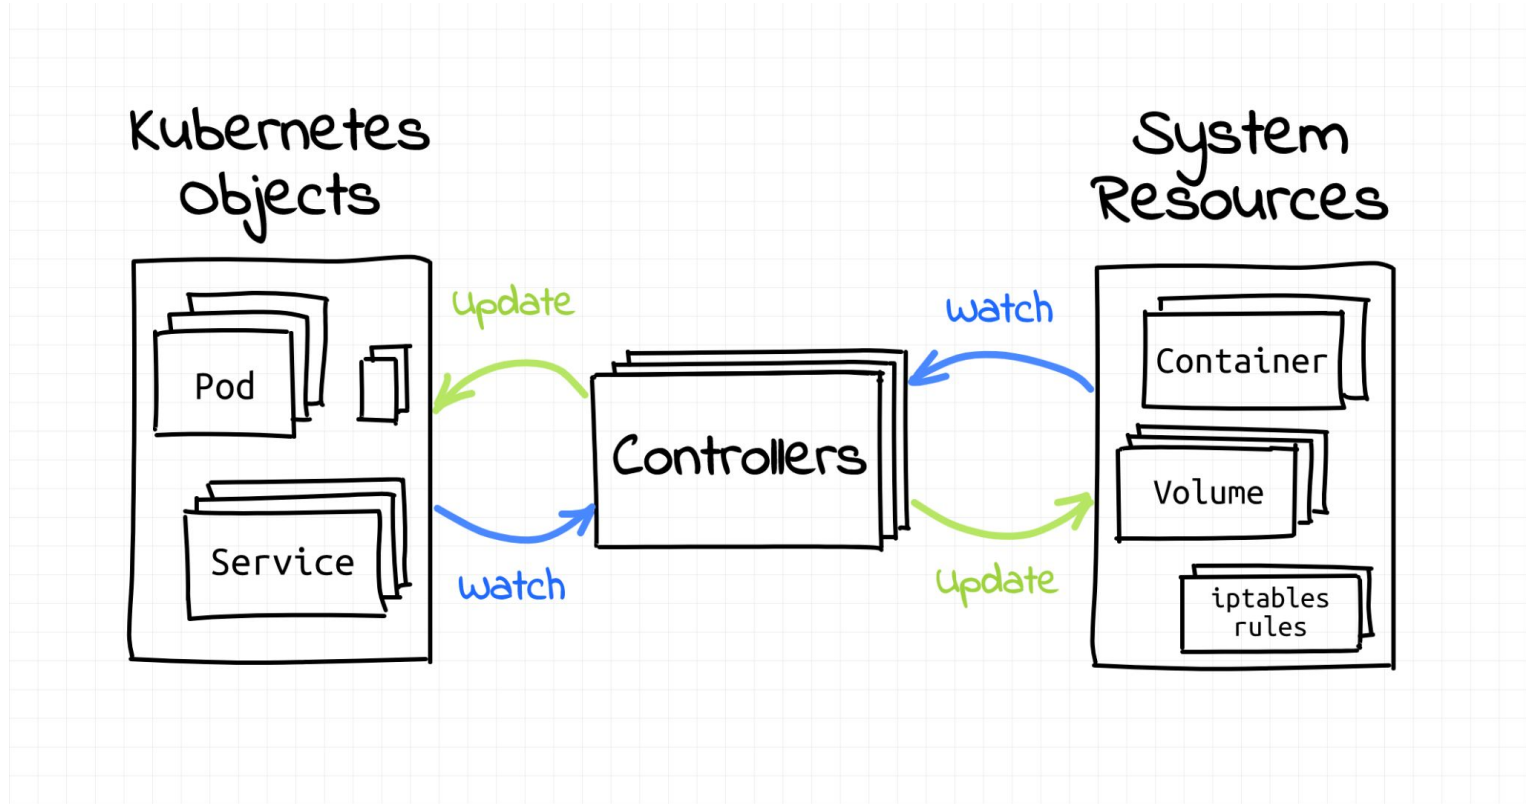 Kubernetes
Objects
System
Resources
Update
Watch
Pod
Container
Controllers
Volume
Service
Watch
Update
iptables
rules